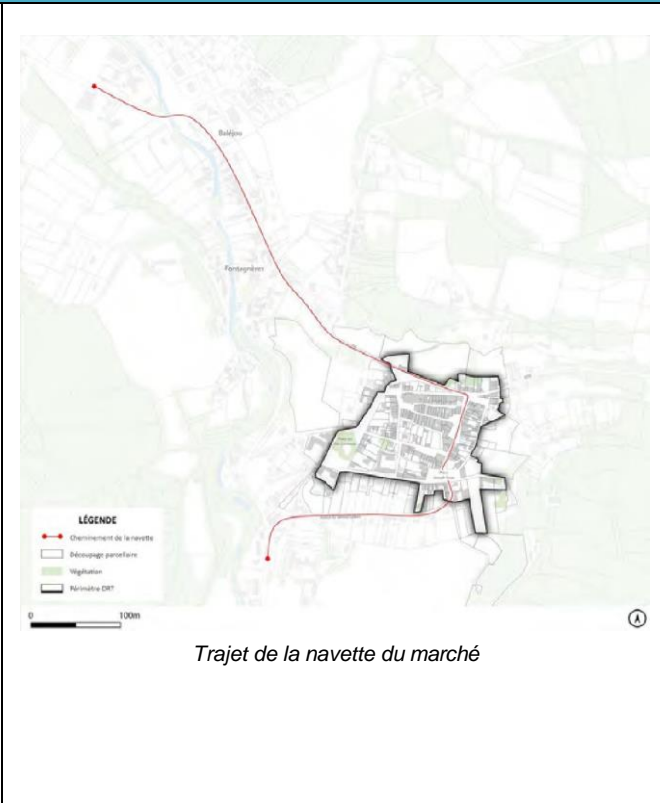 Baléjou
Fontagnères
LÉGENDE
Cheminement de la navette
Découpage parcellaire
Végétation
Périmètre ORT
0 100m
Trajet de la navette du marché